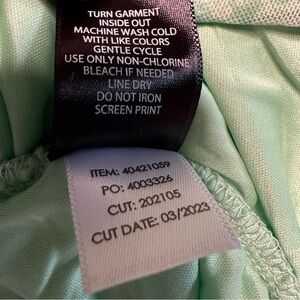 TURN GARMENT
INSIDE OUT
MACHINE WASH COLD
WITH LIKE COLORS
GENTLE CYCLE
USE ONLY NON-CHLORINE
BLEACH IF NEEDED
LINE DRY
DO NOT IRON
SCREEN PRINT
ITEM: 40421059
PO: 4003326
CUT: 202105
CUT DATE: 03/2023